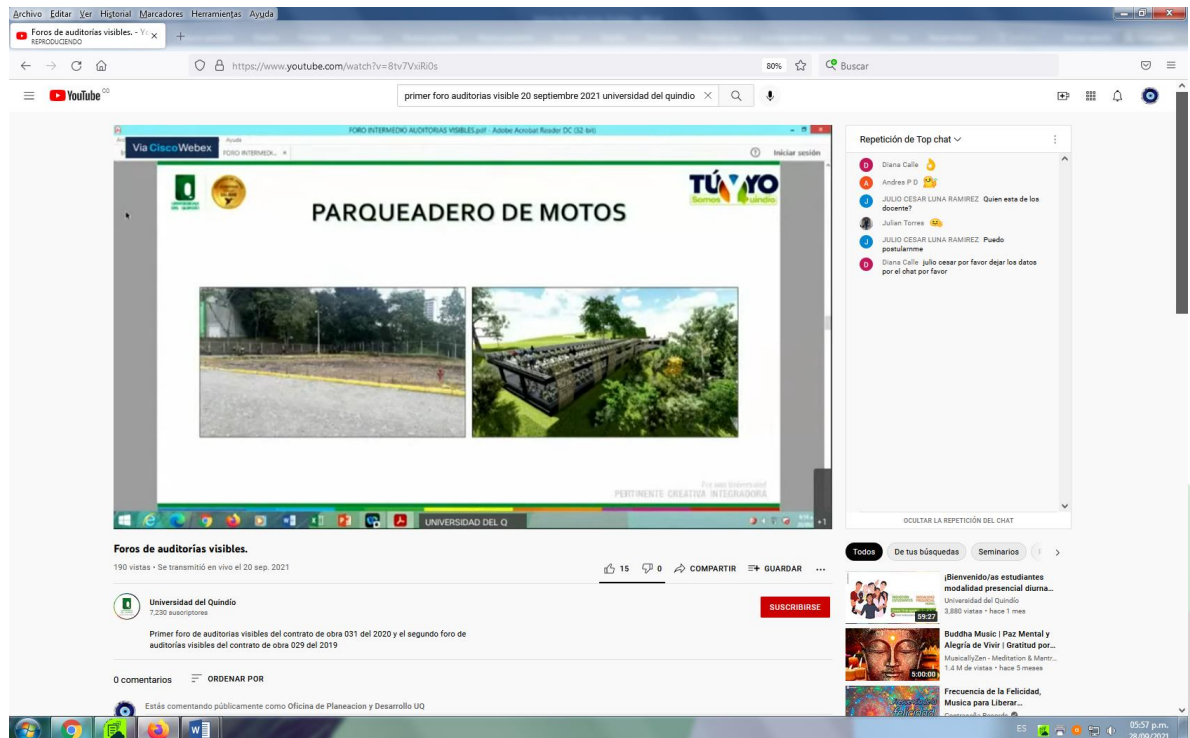 Archivo Editar Ver Historial Marcadores Herramientas Ayuda
Foros de auditorías visibles. - Yo
REPRODUCIENDO
https://www.youtube.com/watch?v=8tv7VxiRi0s
80%
Buscar
YouTube CO
primer foro auditorias visible 20 septiembre 2021 universidad del quindio
FORO INTERMEDIO AUDITORIAS VISIBLES.pdf - Adobe Acrobat Reader DC (32-bit)
Ayuda
Via Cisco Webex
FORO INTERMEDI...
Iniciar sesión
TÚ Y YO
Somos Quindío
PARQUEADERO DE MOTOS
PERTINENTE CREATIVA INTEGRADORA
UNIVERSIDAD DEL Q
+1
Repetición de Top chat
Diana Calle
Andres P D
JULIO CESAR LUNA RAMIREZ Quien esta de los
docente?
Julian Torres
JULIO CESAR LUNA RAMIREZ Puedo
postularnme
Diana Calle julio cesar por favor dejar los datos
por el chat por favor
OCULTAR LA REPETICIÓN DEL CHAT
Foros de auditorías visibles.
190 vistas • Se transmitió en vivo el 20 sep. 2021
15 0 COMPARTIR GUARDAR ...
Universidad del Quindío
7,230 suscriptores
SUSCRIBIRSE
Primer foro de auditorias visibles del contrato de obra 031 del 2020 y el segundo foro de
auditorías visibles del contrato de obra 029 del 2019
0 comentarios ORDENAR POR
Estás comentando públicamente como Oficina de Planeacion y Desarrollo UQ
Todos De tus búsquedas Seminarios
¡Bienvenido/as estudiantes
modalidad presencial diurna...
Universidad del Quindío
3,880 vistas • hace 1 mes
59:27
Buddha Music | Paz Mental y
Alegría de Vivir | Gratitud por...
MusicallyZen - Meditation & Mantr...
1.4 M de vistas • hace 5 meses
5:00:00
Frecuencia de la Felicidad,
Musica para Liberar...
ES
05:57 p.m.
28/09/2021